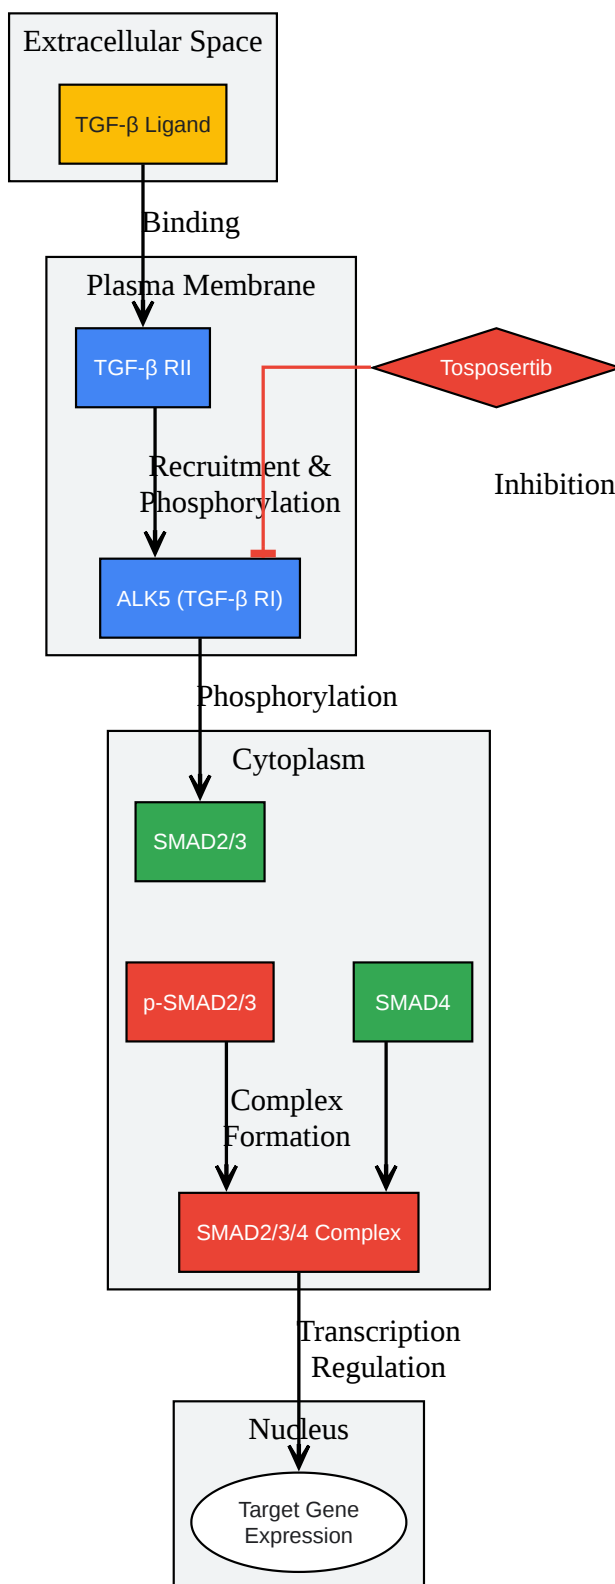 Extracellular Space
TGF-β Ligand
Binding
Plasma Membrane
TGF-β RII
Tosposertib
Recruitment &
Phosphorylation
Inhibition
ALK5 (TGF-β RI)
Phosphorylation
Cytoplasm
SMAD2/3
p-SMAD2/3
SMAD4
Complex
Formation
SMAD2/3/4 Complex
Transcription
Regulation
Nucleus
Target Gene
Expression